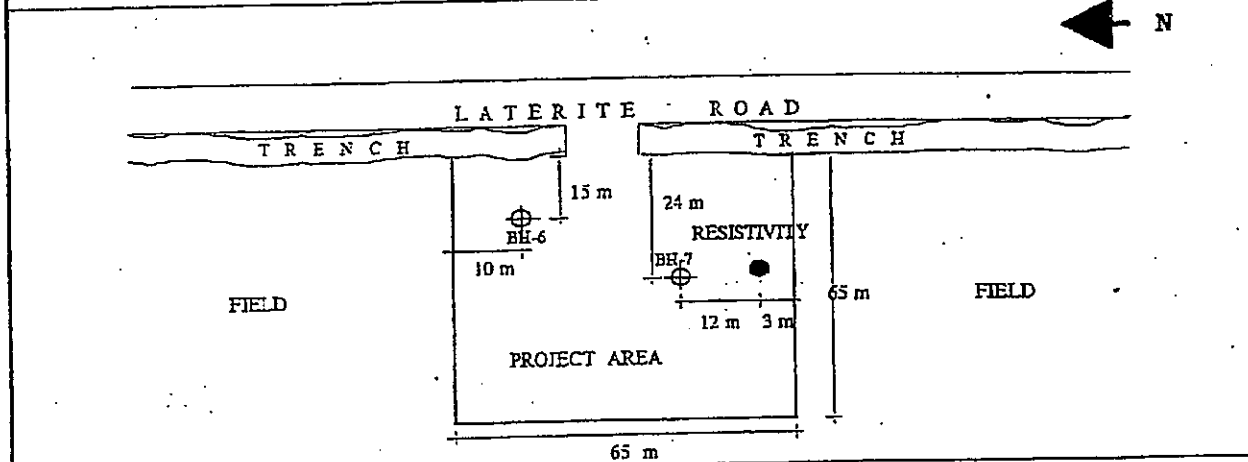 N
LATERITE ROAD
TRENCH
TRENCH
15 m
24 m
BH-6
RESISTIVITY
10 m
BH-7
FIELD
65 m
FIELD
12 m 3 m
PROJECT AREA
65 m